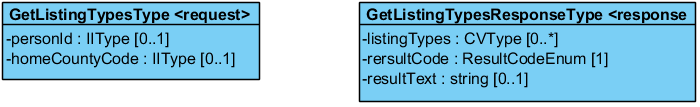 GetListingTypesType <request>
-personId : IIType [0..1]
-homeCountyCode : IIType [0..1]
GetListingTypesResponseType <response
-listingTypes : CVType [0..*]
-rersultCode : ResultCodeEnum [1]
-resultText : string [0..1]